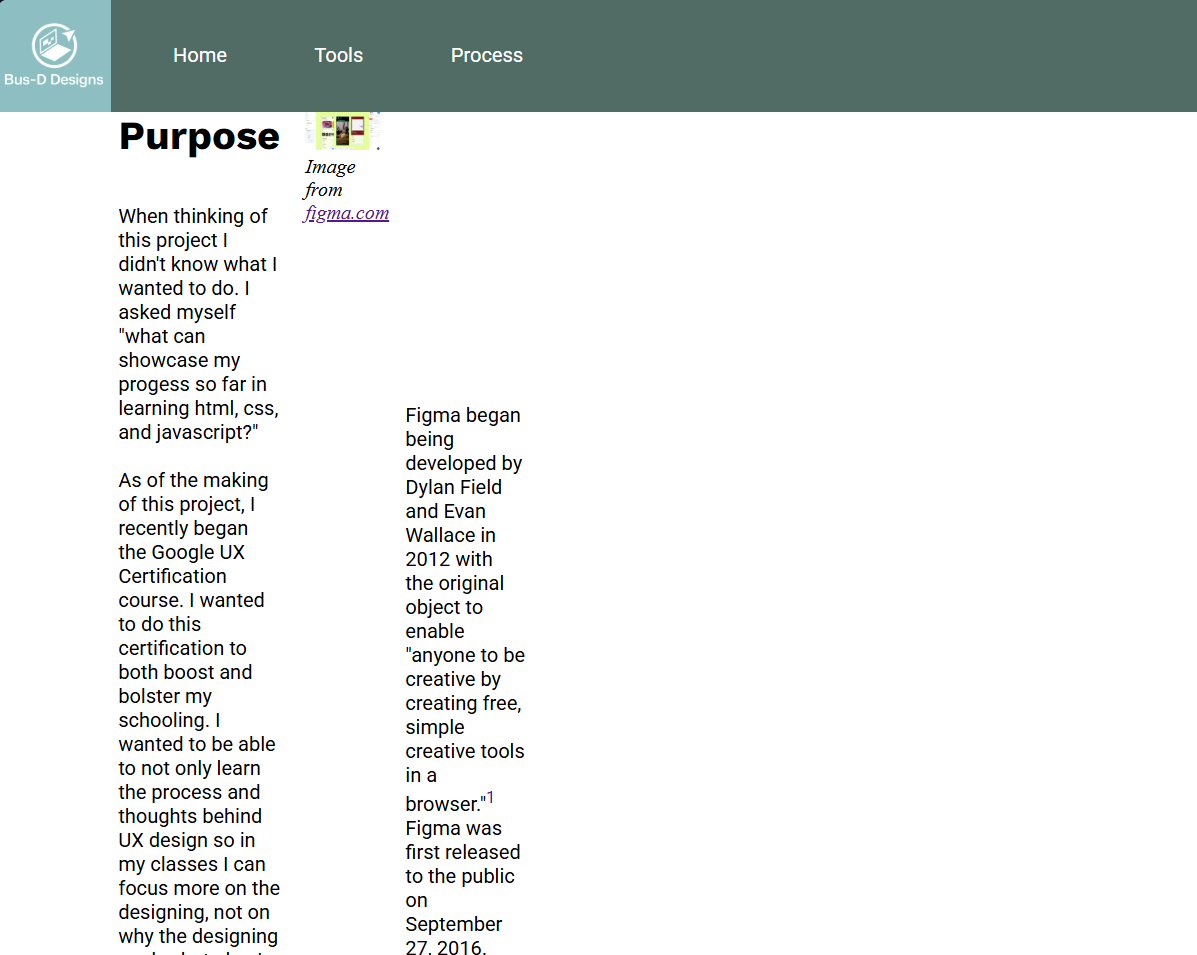 Bus-D Designs
Home
Tools
Process
Purpose
When thinking of
this project I
didn't know what I
wanted to do. I
asked myself
"what can
showcase my
progess so far in
learning html, css,
and javascript?"
As of the making
of this project, I
recently began
the Google UX
Certification
course. I wanted
to do this
certification to
both boost and
bolster my
schooling. I
wanted to be able
to not only learn
the process and
thoughts behind
UX design so in
my classes I can
focus more on the
designing, not on
why the designing
Image
from
figma.com
Figma began
being
developed by
Dylan Field
and Evan
Wallace in
2012 with
the original
object to
enable
"anyone to be
creative by
creating free,
simple
creative tools
in a
browser."1
Figma was
first released
to the public
on
September
27, 2016.